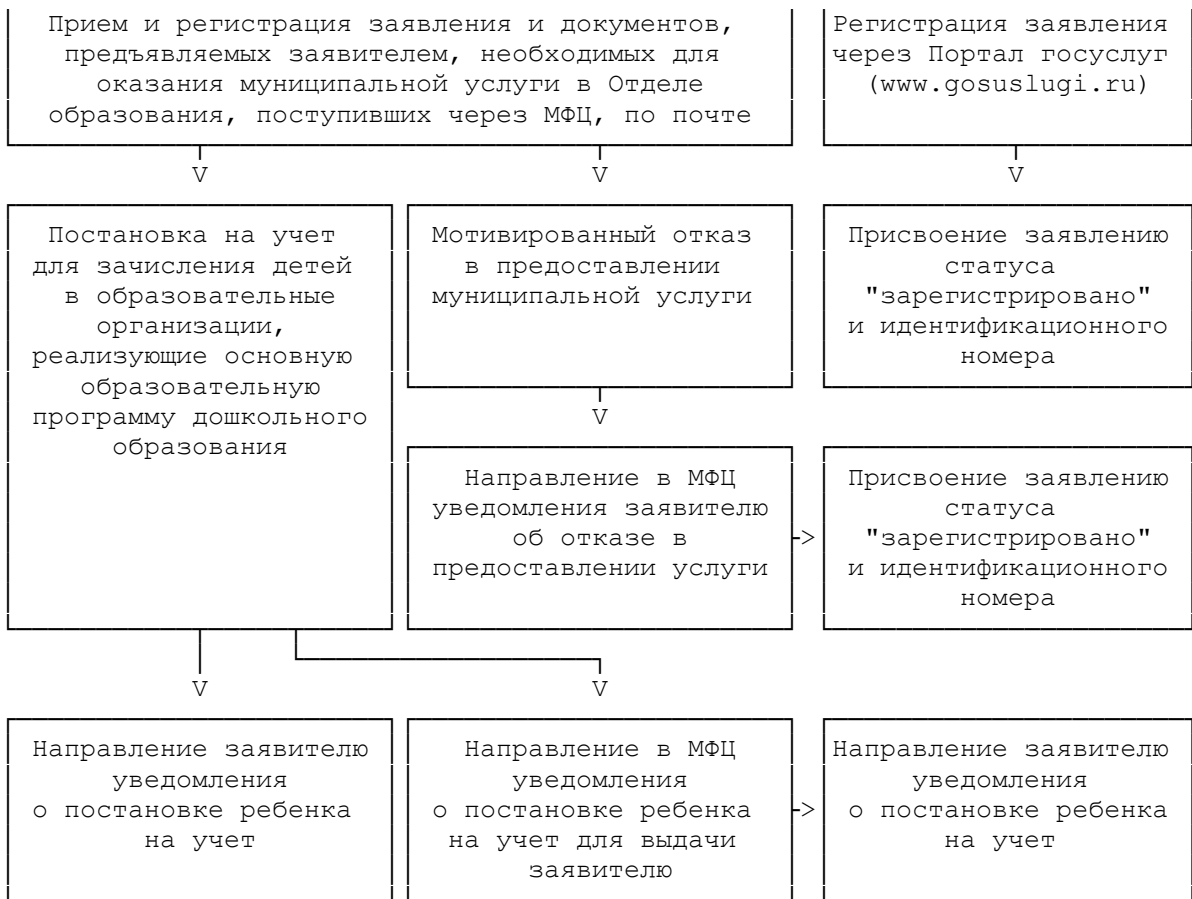 Прием и регистрация заявления и документов,
предъявляемых заявителем, необходимых для
оказания муниципальной услуги в Отделе
образования, поступивших через МФЦ, по почте
Регистрация заявления
через Портал госуслуг
(www.gosuslugi.ru)
V V V
Постановка на учет
для зачисления детей
в образовательные
организации,
реализующие основную
образовательную
программу дошкольного
образования
Мотивированный отказ
в предоставлении
муниципальной услуги
Присвоение заявлению
статуса
"зарегистрировано"
и идентификационного
номера
V
Направление в МФЦ
уведомления заявителю
об отказе в
предоставлении услуги
->
Присвоение заявлению
статуса
"зарегистрировано"
и идентификационного
номера
V V
Направление заявителю
уведомления
о постановке ребенка
на учет
Направление в МФЦ
уведомления
о постановке ребенка
на учет для выдачи
заявителю
->
Направление заявителю
уведомления
о постановке ребенка
на учет